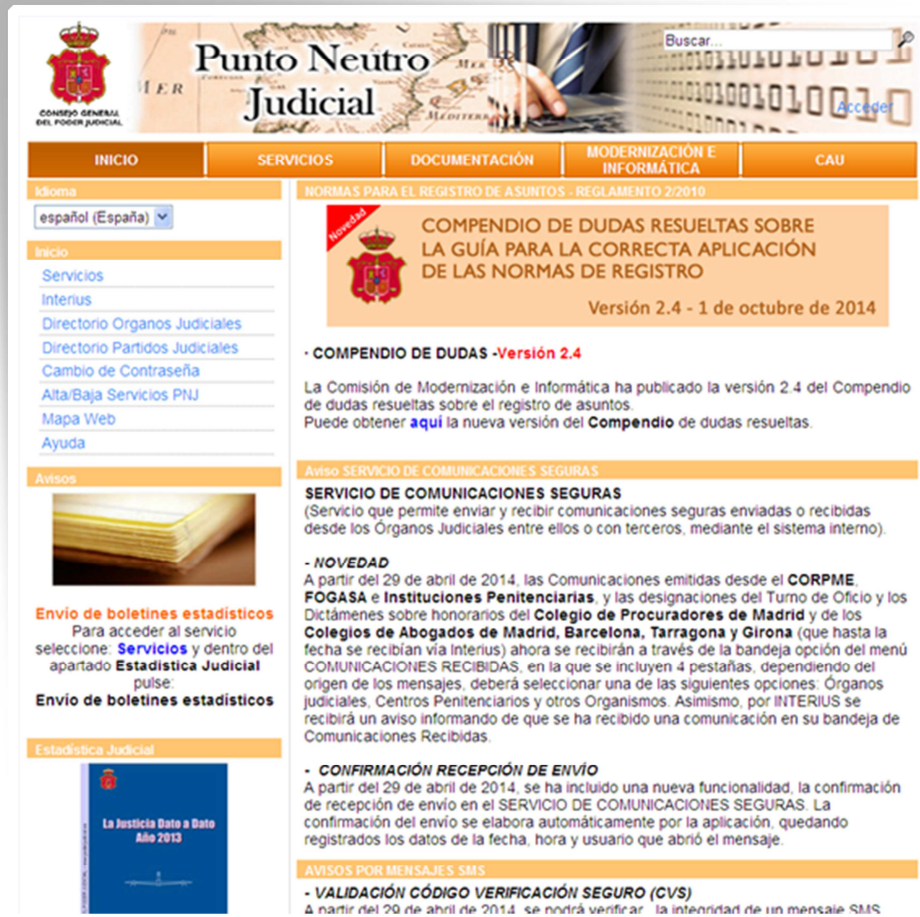 CONSEJO GENERAL
DEL PODER JUDICIAL
Punto Neutro
Judicial
Buscar...
Acceder
INICIO
SERVICIOS
DOCUMENTACIÓN
MODERNIZACIÓN E
INFORMÁTICA
CAU
Idioma
español (España)
Inicio
Servicios
Interius
Directorio Organos Judiciales
Directorio Partidos Judiciales
Cambio de Contraseña
Alta/Baja Servicios PNJ
Mapa Web
Ayuda
Avisos
Envío de boletines estadísticos
Para acceder al servicio
seleccione: Servicios y dentro del
apartado Estadistica Judicial
pulse:
Envío de boletines estadísticos
Estadística Judicial
La Justicia Dato a Dato
Año 2013
NORMAS PARA EL REGISTRO DE ASUNTOS - REGLAMENTO 2/2010
Novedad
COMPENDIO DE DUDAS RESUELTAS SOBRE
LA GUÍA PARA LA CORRECTA APLICACIÓN
DE LAS NORMAS DE REGISTRO
Versión 2.4 - 1 de octubre de 2014
· COMPENDIO DE DUDAS -Versión 2.4
La Comisión de Modernización e Informática ha publicado la versión 2.4 del Compendio
de dudas resueltas sobre el registro de asuntos.
Puede obtener aquí la nueva versión del Compendio de dudas resueltas.
Aviso SERVICIO DE COMUNICACIONES SEGURAS
SERVICIO DE COMUNICACIONES SEGURAS
(Servicio que permite enviar y recibir comunicaciones seguras enviadas o recibidas
desde los Órganos Judiciales entre ellos o con terceros, mediante el sistema interno).
- NOVEDAD
A partir del 29 de abril de 2014, las Comunicaciones emitidas desde el CORPME,
FOGASA e Instituciones Penitenciarias, y las designaciones del Turno de Oficio y los
Dictámenes sobre honorarios del Colegio de Procuradores de Madrid y de los
Colegios de Abogados de Madrid, Barcelona, Tarragona y Girona (que hasta la
fecha se recibían vía Interius) ahora se recibirán a través de la bandeja opción del menú
COMUNICACIONES RECIBIDAS, en la que se incluyen 4 pestañas, dependiendo del
origen de los mensajes, deberá seleccionar una de las siguientes opciones: Órganos
judiciales, Centros Penitenciarios y otros Organismos. Asimismo, por INTERIUS se
recibirá un aviso informando de que se ha recibido una comunicación en su bandeja de
Comunicaciones Recibidas.
- CONFIRMACIÓN RECEPCIÓN DE ENVÍO
A partir del 29 de abril de 2014, se ha incluido una nueva funcionalidad, la confirmación
de recepción de envío en el SERVICIO DE COMUNICACIONES SEGURAS. La
confirmación del envío se elabora automáticamente por la aplicación, quedando
registrados los datos de la fecha, hora y usuario que abrió el mensaje.
AVISOS POR MENSAJES SMS
- VALIDACIÓN CÓDIGO VERIFICACIÓN SEGURO (CVS)
A partir del 29 de abril de 2014, se podrá verificar la integridad de un mensaje SMS